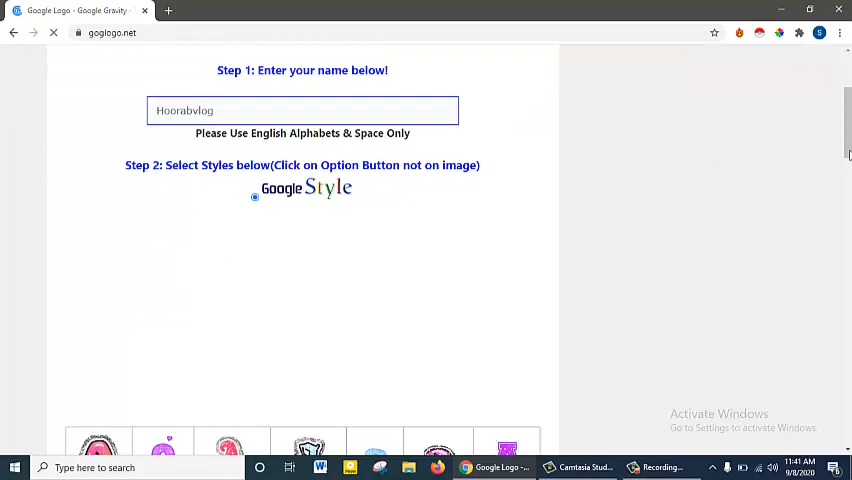 Google Logo - Google Gravity -
goglogo.net
S
Step 1: Enter your name below!
Hoorabvlog
Please Use English Alphabets & Space Only
Step 2: Select Styles below(Click on Option Button not on image)
Google Style
Activate Windows
Go to Settings to activate Windows.
Type here to search
Google Logo -...
Camtasia Stud...
Recording...
11:41 AM
9/8/2020